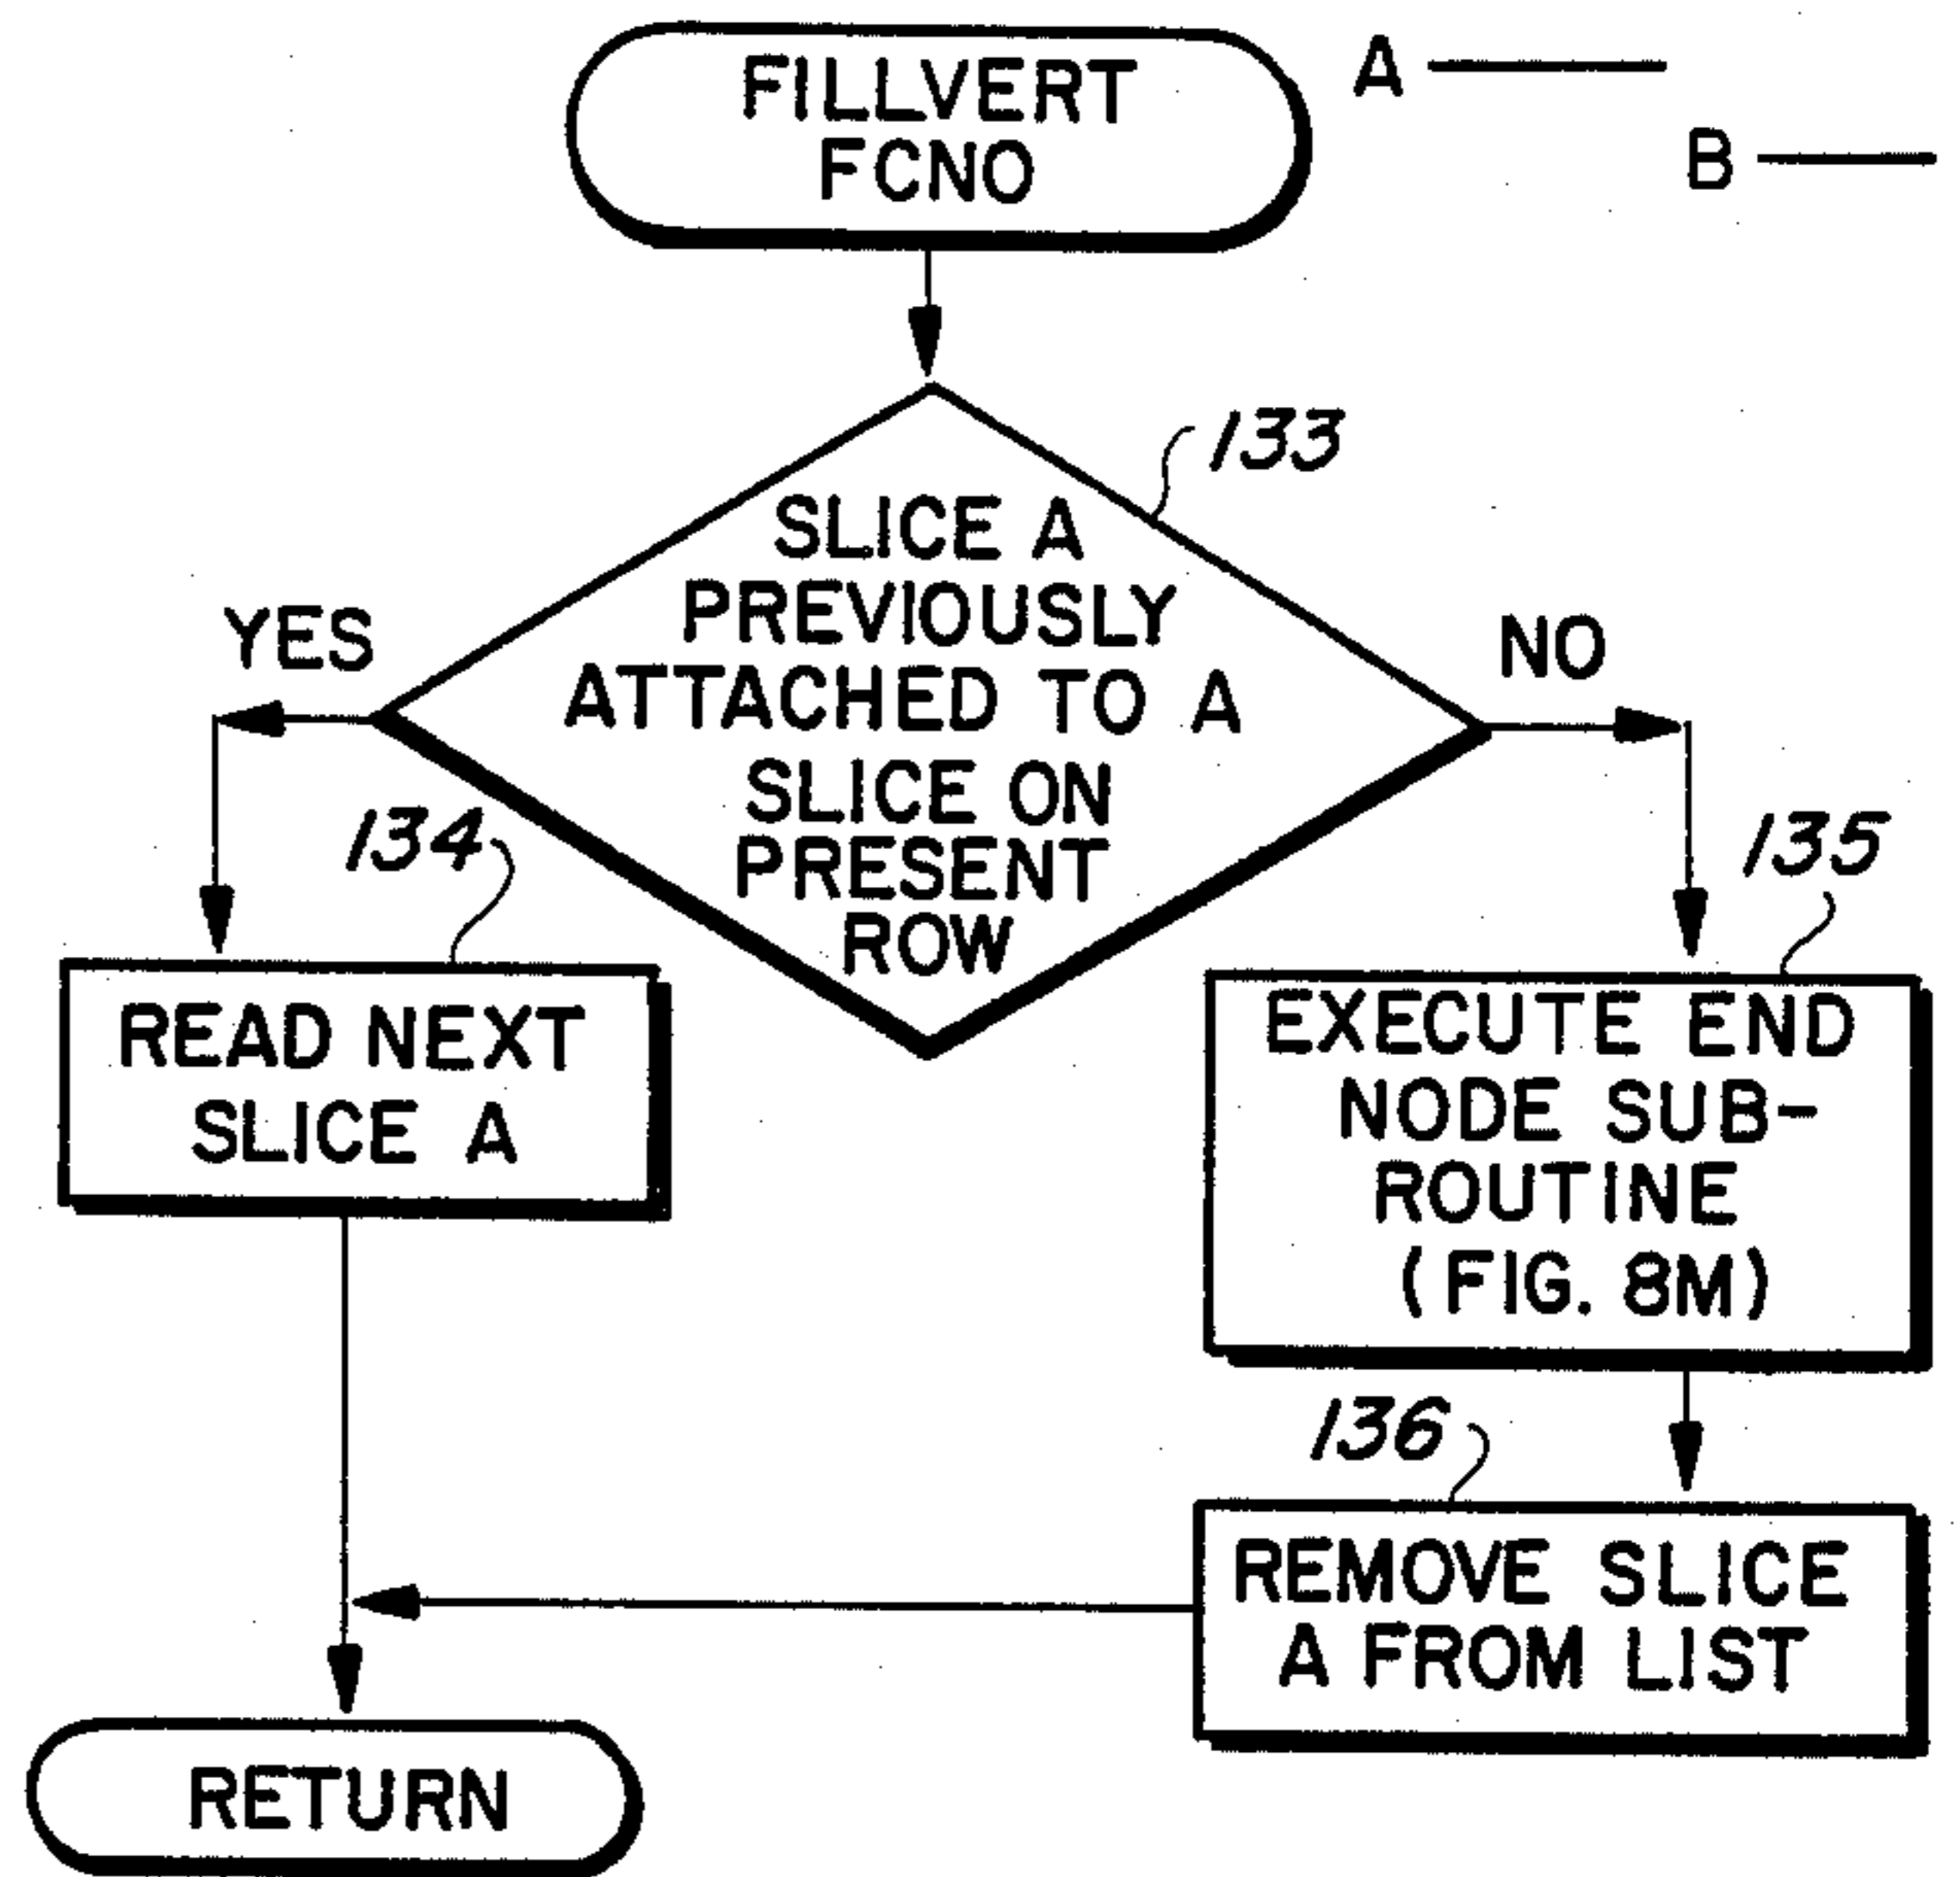 FILLVERT
FCNO
A
B
133
SLICE A
PREVIOUSLY
ATTACHED TO A
SLICE ON
PRESENT
ROW
YES
NO
134
135
READ NEXT
SLICE A
EXECUTE END
NODE SUB-
ROUTINE
(FIG. 8M)
136
REMOVE SLICE
A FROM LIST
RETURN